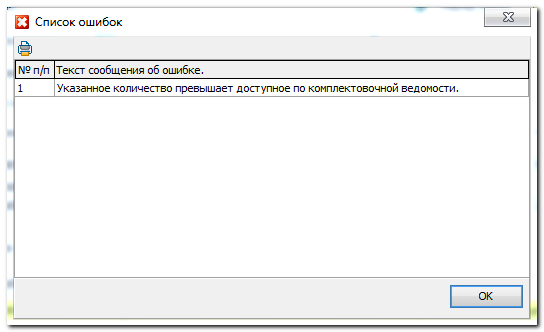 Список ошибок
№ п/п Текст сообщения об ошибке.
1 Указанное количество превышает доступное по комплектовочной ведомости.
OK